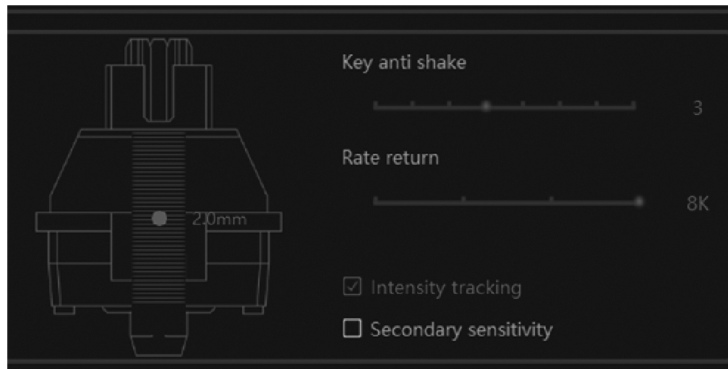 Key anti shake
3
Rate return
8K
2.0mm
Intensity tracking
Secondary sensitivity